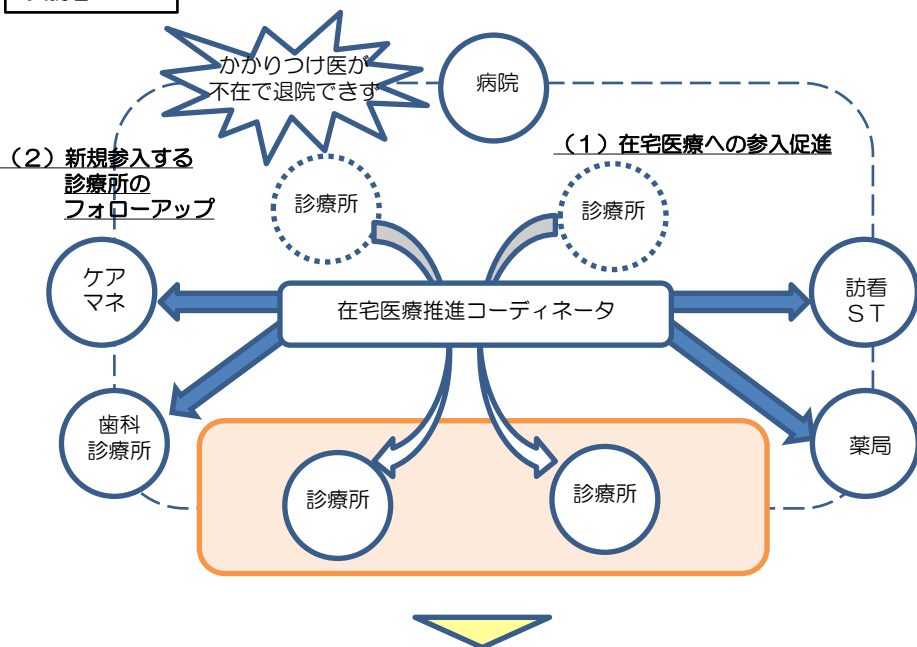 かかりつけ医が
不在で退院できず
病院
(1)在宅医療への参入促進
(2)新規参入する
診療所の
フォローアップ
診療所
診療所
ケア
マネ
在宅医療推進コーディネータ
訪看
ST
歯科
診療所
薬局
診療所
診療所